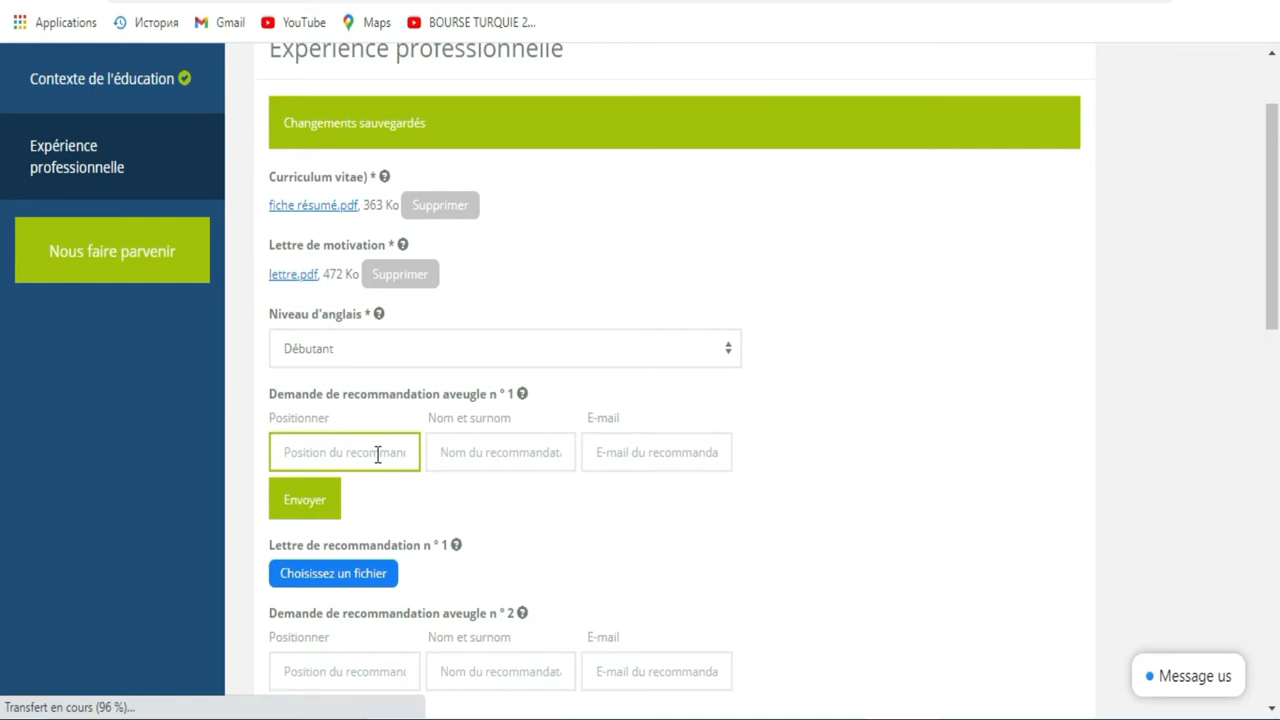 Applications История Gmail YouTube Maps BOURSE TURQUIE 2...
Contexte de l'éducation
Expérience
professionnelle
Nous faire parvenir
Expérience professionnelle
Changements sauvegardés
Curriculum vitae) *
fiche résumé.pdf, 363 Ko Supprimer
Lettre de motivation *
lettre.pdf, 472 Ko Supprimer
Niveau d'anglais *
Débutant
Demande de recommandation aveugle n ° 1
Positionner Nom et surnom E-mail
Position du recommand Nom du recommandat E-mail du recommanda
Envoyer
Lettre de recommandation n ° 1
Choisissez un fichier
Demande de recommandation aveugle n ° 2
Positionner Nom et surnom E-mail
Position du recommand Nom du recommandat E-mail du recommanda
Message us
Transfert en cours (96 %)...